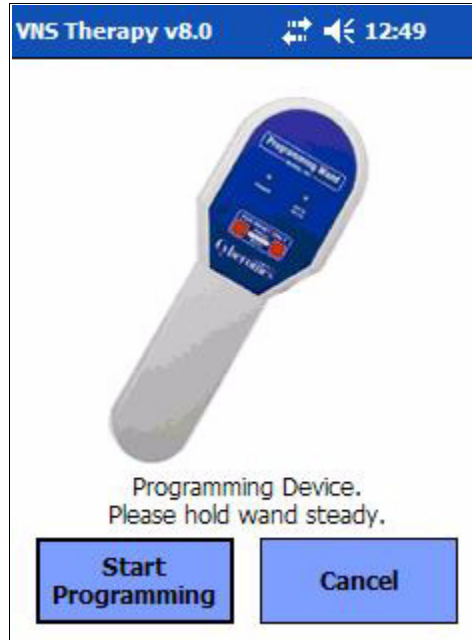 VNS Therapy v8.0 12:49
Programming Wand
Cyberonics
Programming Device.
Please hold wand steady.
Start
Programming
Cancel